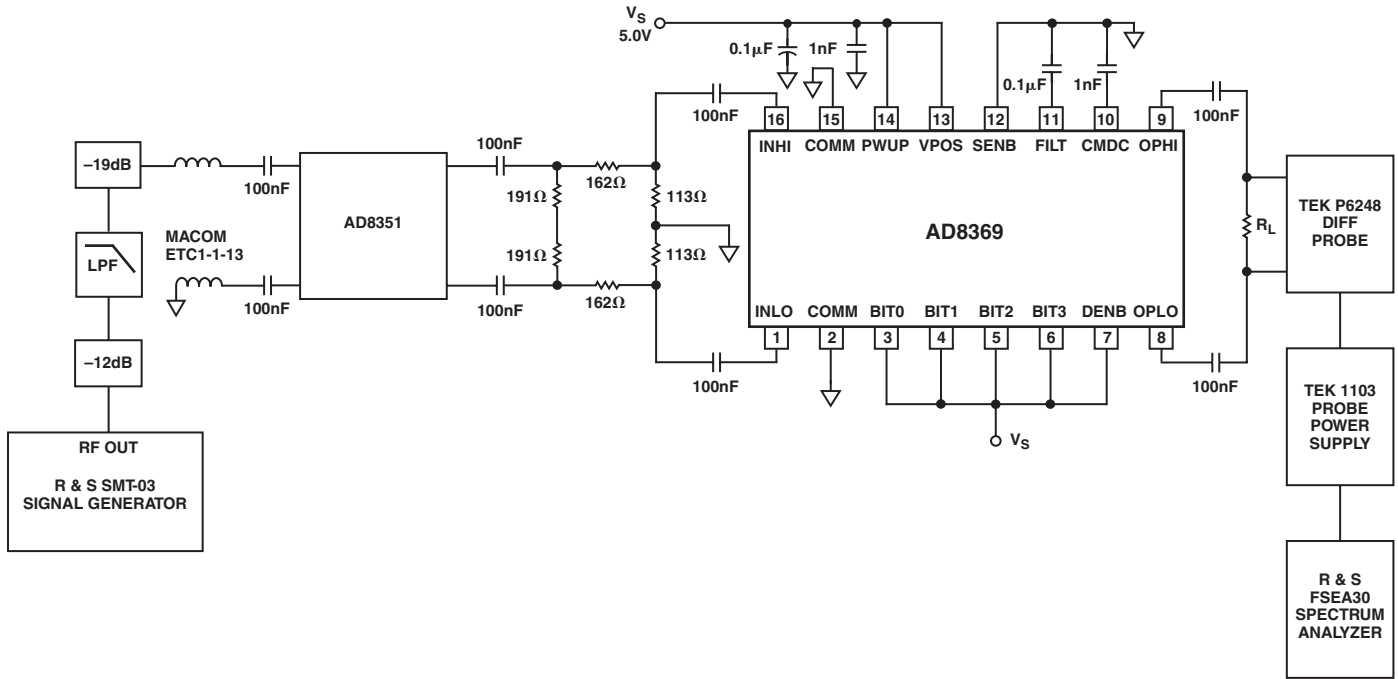 V_S
5.0V
0.1µF
1nF
0.1µF
1nF
100nF
16
15
14
13
12
11
10
9
100nF
INHI
COMM
PWUP
VPOS
SENB
FILT
CMDC
OPHI
–19dB
100nF
100nF
162Ω
191Ω
113Ω
AD8351
AD8369
R_L
TEK P6248
DIFF
PROBE
MACOM
ETC1-1-13
LPF
191Ω
113Ω
100nF
100nF
162Ω
INLO
COMM
BIT0
BIT1
BIT2
BIT3
DENB
OPLO
1
2
3
4
5
6
7
8
100nF
100nF
–12dB
V_S
TEK 1103
PROBE
POWER
SUPPLY
RF OUT
R & S SMT-03
SIGNAL GENERATOR
R & S
FSEA30
SPECTRUM
ANALYZER